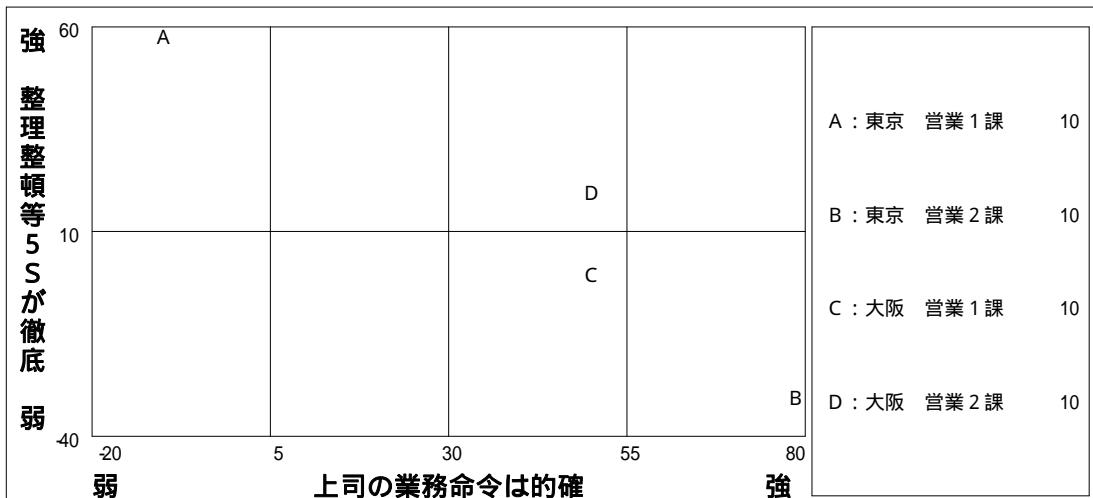 強 整理整頓等5Sが徹底 弱
60
10
-40
A
D
C
B
-20 5 30 55 80
弱 上司の業務命令は的確 強
A：東京 営業1課 10
B：東京 営業2課 10
C：大阪 営業1課 10
D：大阪 営業2課 10